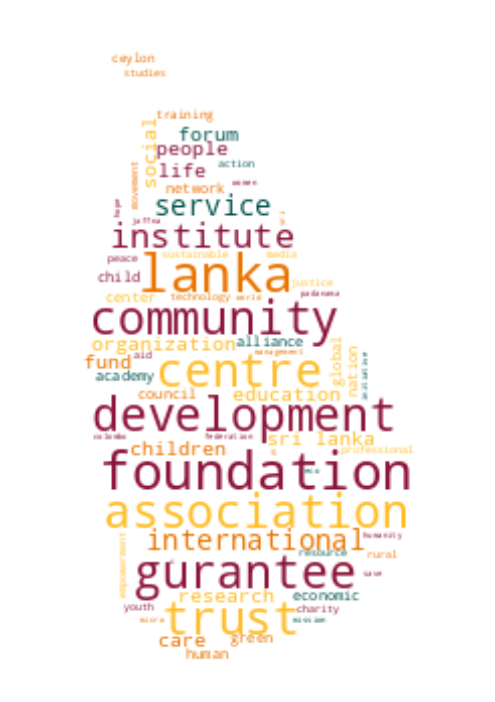 ceylon
studies
training
social
forum
people
action
life
movement
women
network
hope
service
jaffna
institute
sustainable media
peace
lanka
child
justice
center technology world
padanama
community
organization alliance
global
management
nation
fund aid
centre
initiative
academy
council education
development
colombo federation
sri lanka
children
professional
foundation
association
international
humanity
empowerment
resource rural
gurantee
save
research economic
youth
trust
charity
micro
mission
care green
human